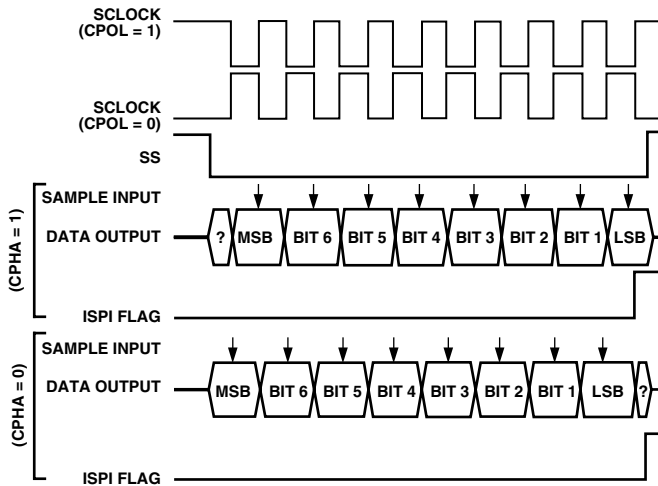 SCLOCK
(CPOL = 1)
SCLOCK
(CPOL = 0)
SS
(CPHA = 1)
SAMPLE INPUT
DATA OUTPUT
? MSB BIT 6 BIT 5 BIT 4 BIT 3 BIT 2 BIT 1 LSB
ISPI FLAG
(CPHA = 0)
SAMPLE INPUT
DATA OUTPUT
MSB BIT 6 BIT 5 BIT 4 BIT 3 BIT 2 BIT 1 LSB ?
ISPI FLAG